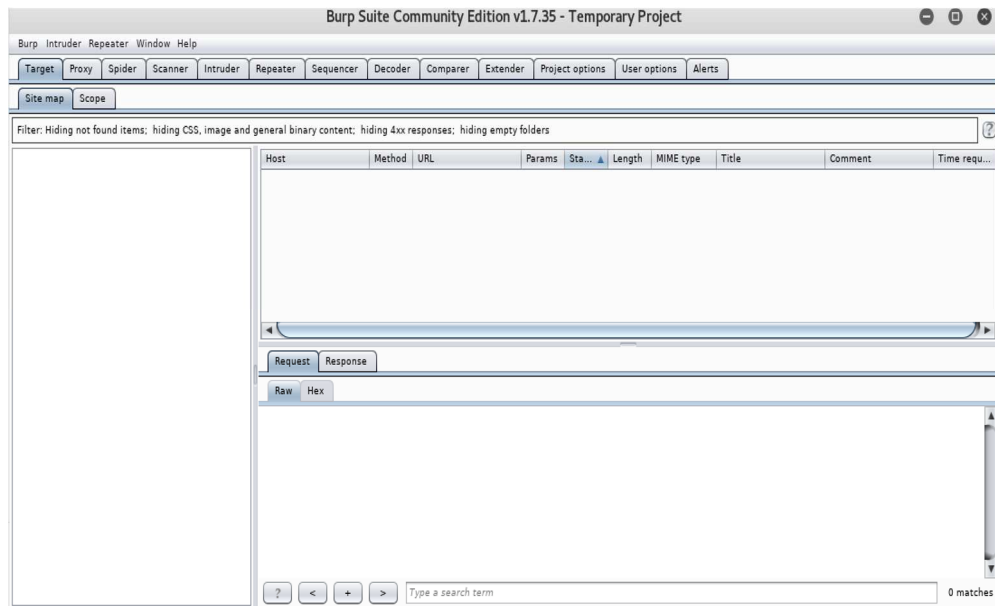 Burp Suite Community Edition v1.7.35 - Temporary Project
Burp Intruder Repeater Window Help
Target Proxy Spider Scanner Intruder Repeater Sequencer Decoder Comparer Extender Project options User options Alerts
Site map Scope
Filter: Hiding not found items; hiding CSS, image and general binary content; hiding 4xx responses; hiding empty folders ?
Host Method URL Params Sta... Length MIME type Title Comment Time requ...
Request Response
Raw Hex
? < + > Type a search term 0 matches